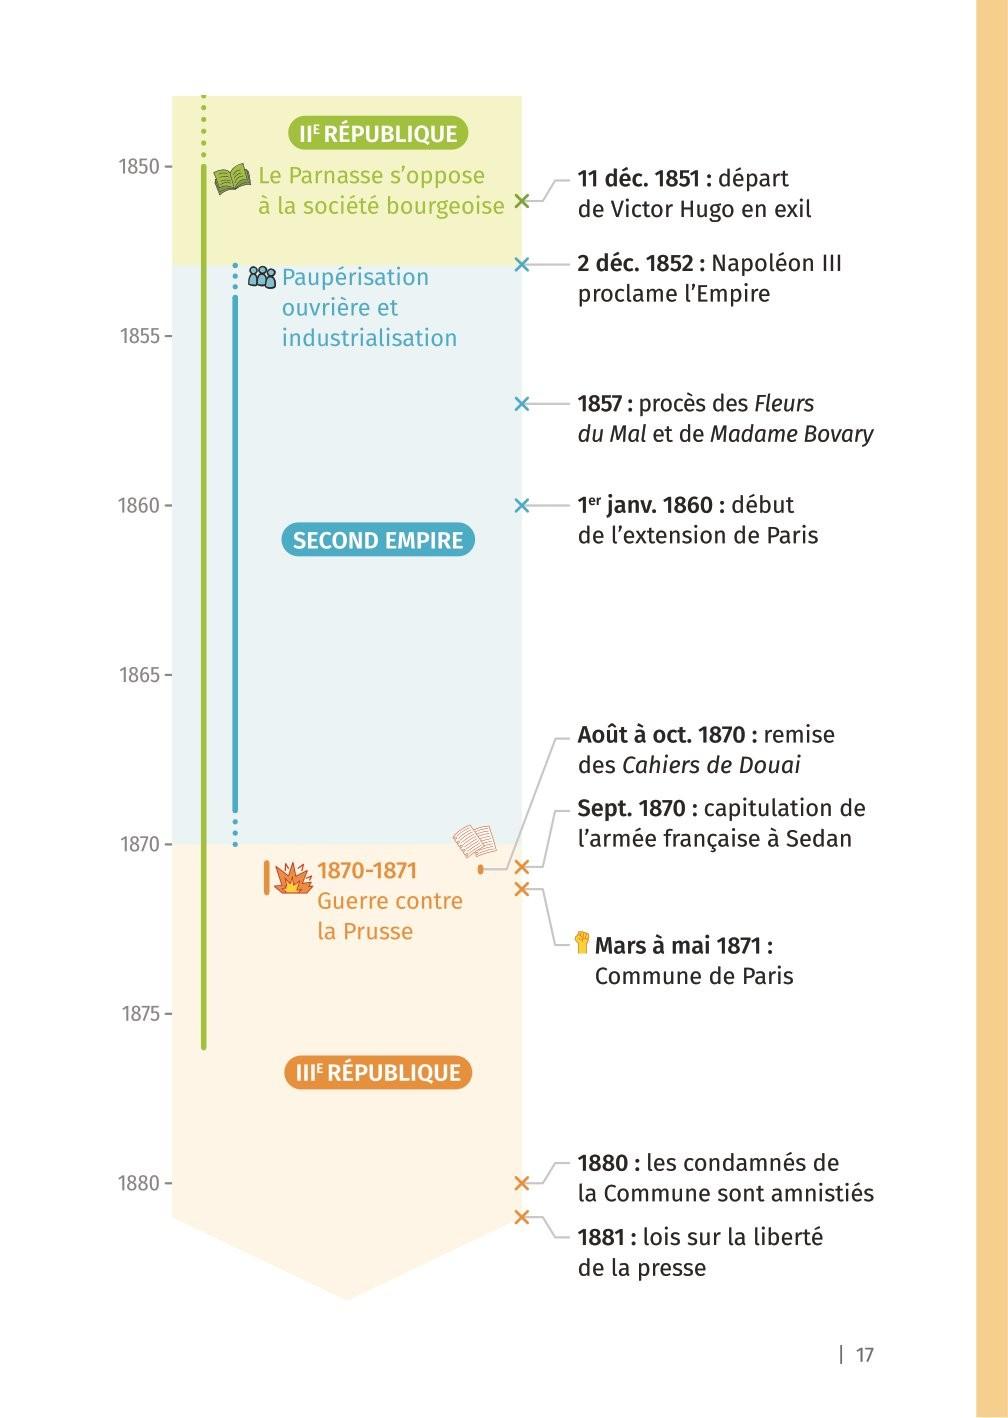 IIE RÉPUBLIQUE
1850
Le Parnasse s’oppose
à la société bourgeoise
11 déc. 1851 : départ
de Victor Hugo en exil
2 déc. 1852 : Napoléon III
proclame l’Empire
Paupérisation
ouvrière et
industrialisation
1855
1857 : procès des Fleurs
du Mal et de Madame Bovary
1860
1er janv. 1860 : début
de l’extension de Paris
SECOND EMPIRE
1865
Août à oct. 1870 : remise
des Cahiers de Douai
Sept. 1870 : capitulation de
l’armée française à Sedan
1870
1870-1871
Guerre contre
la Prusse
Mars à mai 1871 :
Commune de Paris
1875
IIIE RÉPUBLIQUE
1880
1880 : les condamnés de
la Commune sont amnistiés
1881 : lois sur la liberté
de la presse
| 17